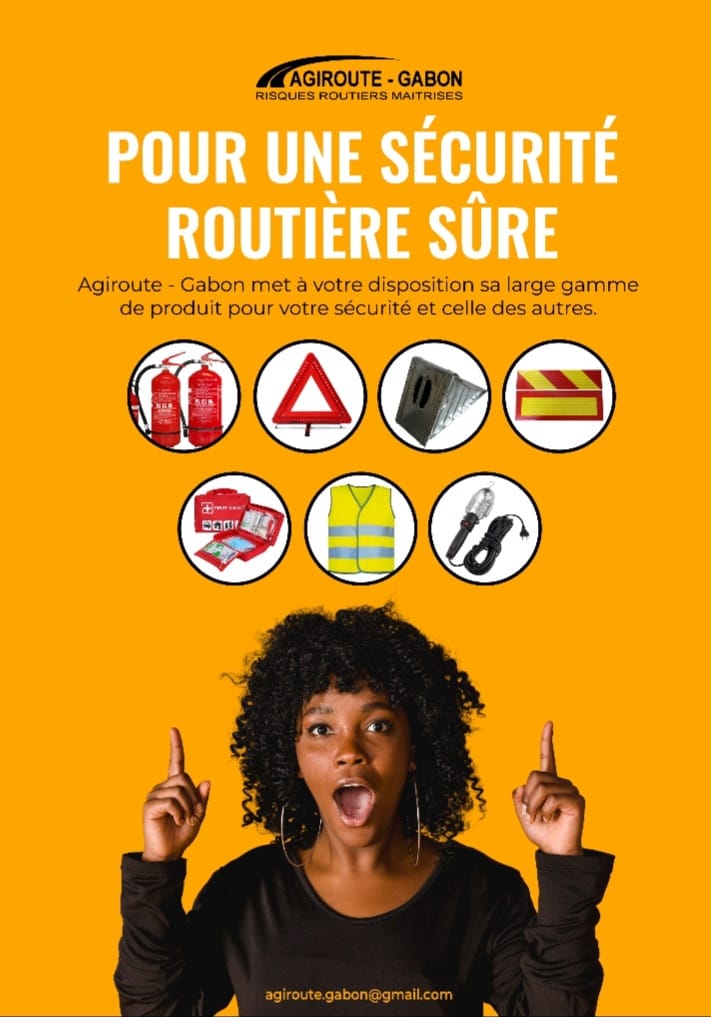 AGIROUTE - GABON
RISQUES ROUTIERS MAITRISES
POUR UNE SÉCURITÉ
ROUTIÈRE SÛRE
Agiroute - Gabon met à votre disposition sa large gamme
de produit pour votre sécurité et celle des autres.
agiroute.gabon@gmail.com